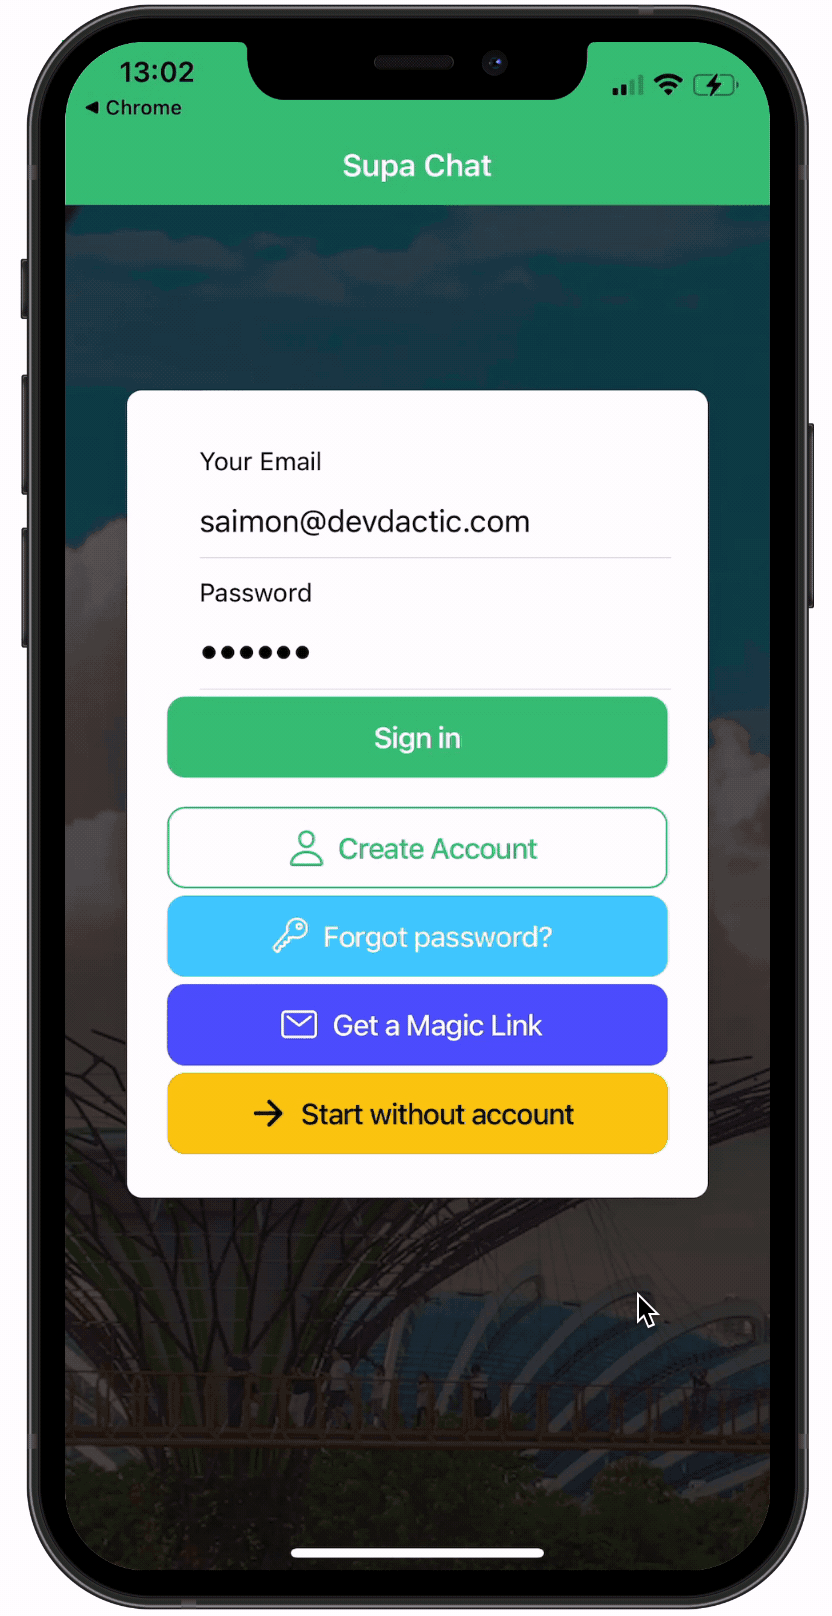 13:02
◀ Chrome
Supa Chat
Your Email
saimon@devdactic.com
Password
••••••
Sign in
Create Account
Forgot password?
Get a Magic Link
Start without account